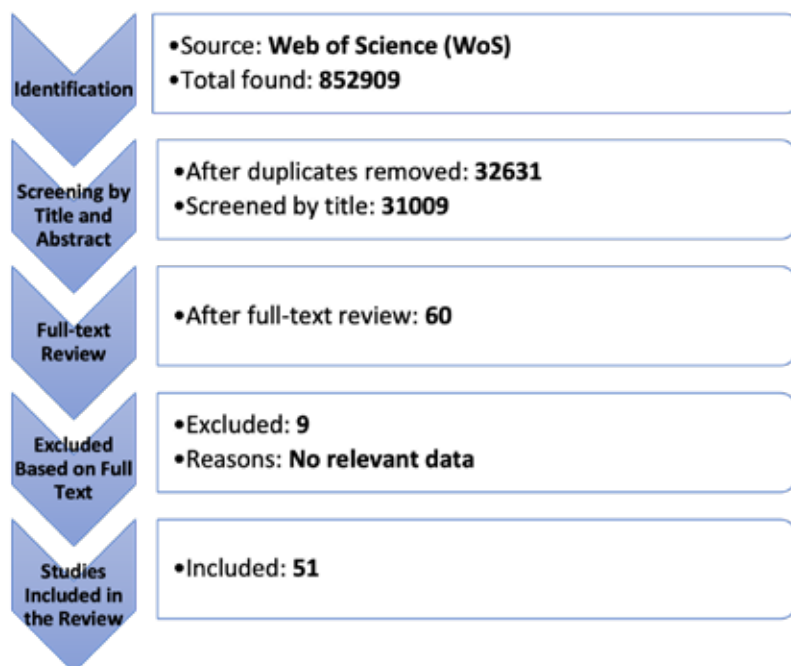 Identification
•Source: Web of Science (WoS)
•Total found: 852909
Screening by
Title and
Abstract
•After duplicates removed: 32631
•Screened by title: 31009
Full-text
Review
•After full-text review: 60
Excluded
Based on Full
Text
•Excluded: 9
•Reasons: No relevant data
Studies
Included in
the Review
•Included: 51